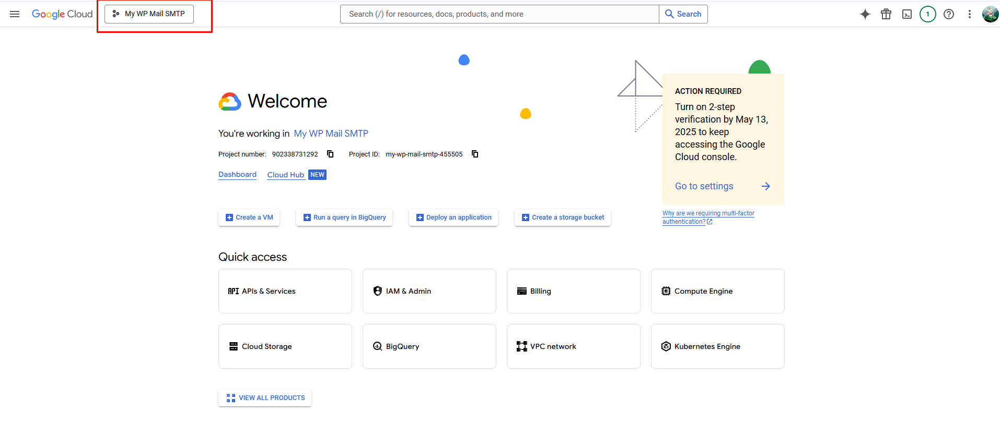 Google Cloud
My WP Mail SMTP
Search (/) for resources, docs, products, and more
Search
1
Welcome
You're working in My WP Mail SMTP
Project number: 902338731292 Project ID: my-wp-mail-smtp-455505
Dashboard Cloud Hub NEW
ACTION REQUIRED
Turn on 2-step
verification by May 13,
2025 to keep
accessing the Google
Cloud console.
Go to settings
Why are we requiring multi-factor
authentication?
Create a VM
Run a query in BigQuery
Deploy an application
Create a storage bucket
Quick access
API APIs & Services
IAM & Admin
Billing
Compute Engine
Cloud Storage
BigQuery
VPC network
Kubernetes Engine
VIEW ALL PRODUCTS